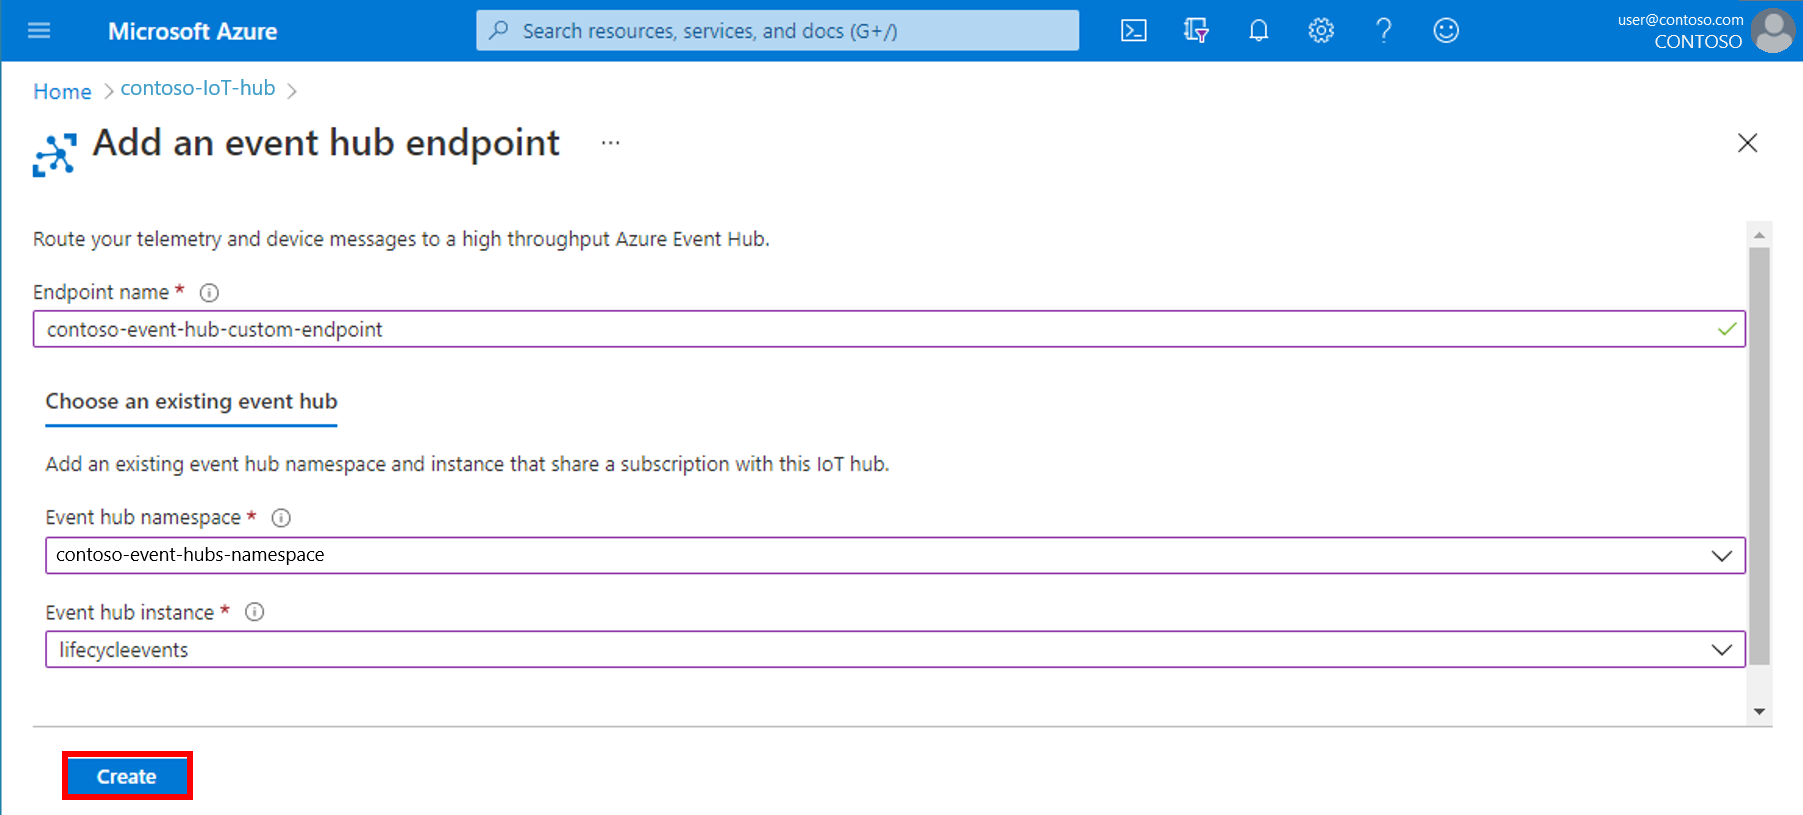 Microsoft Azure
Search resources, services, and docs (G+/)
user@contoso.com
CONTOSO
Home
contoso-IoT-hub
Add an event hub endpoint
...
Route your telemetry and device messages to a high throughput Azure Event Hub.
Endpoint name *
contoso-event-hub-custom-endpoint
Choose an existing event hub
Add an existing event hub namespace and instance that share a subscription with this IoT hub.
Event hub namespace *
contoso-event-hubs-namespace
Event hub instance *
lifecycleevents
Create